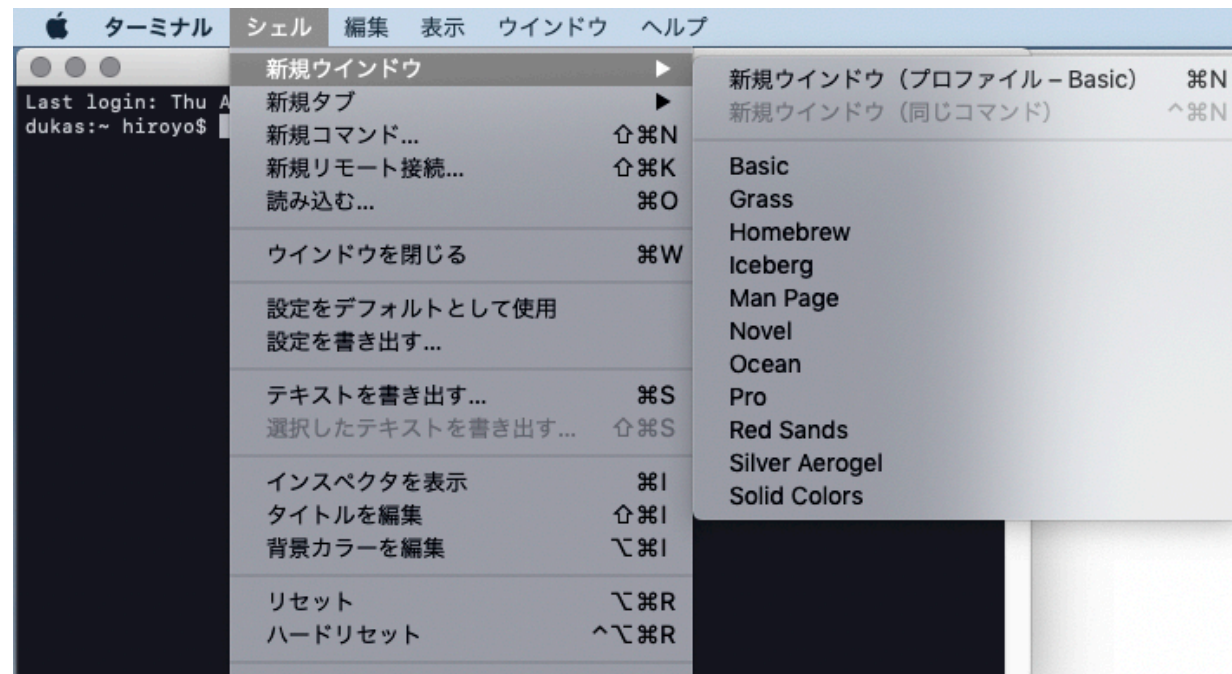 ターミナル シェル 編集 表示 ウインドウ ヘルプ
Last login: Thu A
dukas:~ hiroyo$
新規ウインドウ ▶
新規タブ ▶
新規コマンド... ⇧⌘N
新規リモート接続... ⇧⌘K
読み込む... ⌘O
ウインドウを閉じる ⌘W
設定をデフォルトとして使用
設定を書き出す...
テキストを書き出す... ⌘S
選択したテキストを書き出す... ⇧⌘S
インスペクタを表示 ⌘I
タイトルを編集 ⇧⌘I
背景カラーを編集 ⌥⌘I
リセット ⌥⌘R
ハードリセット ^⌥⌘R
新規ウインドウ（プロファイル – Basic） ⌘N
新規ウインドウ（同じコマンド） ^⌘N
Basic
Grass
Homebrew
Iceberg
Man Page
Novel
Ocean
Pro
Red Sands
Silver Aerogel
Solid Colors